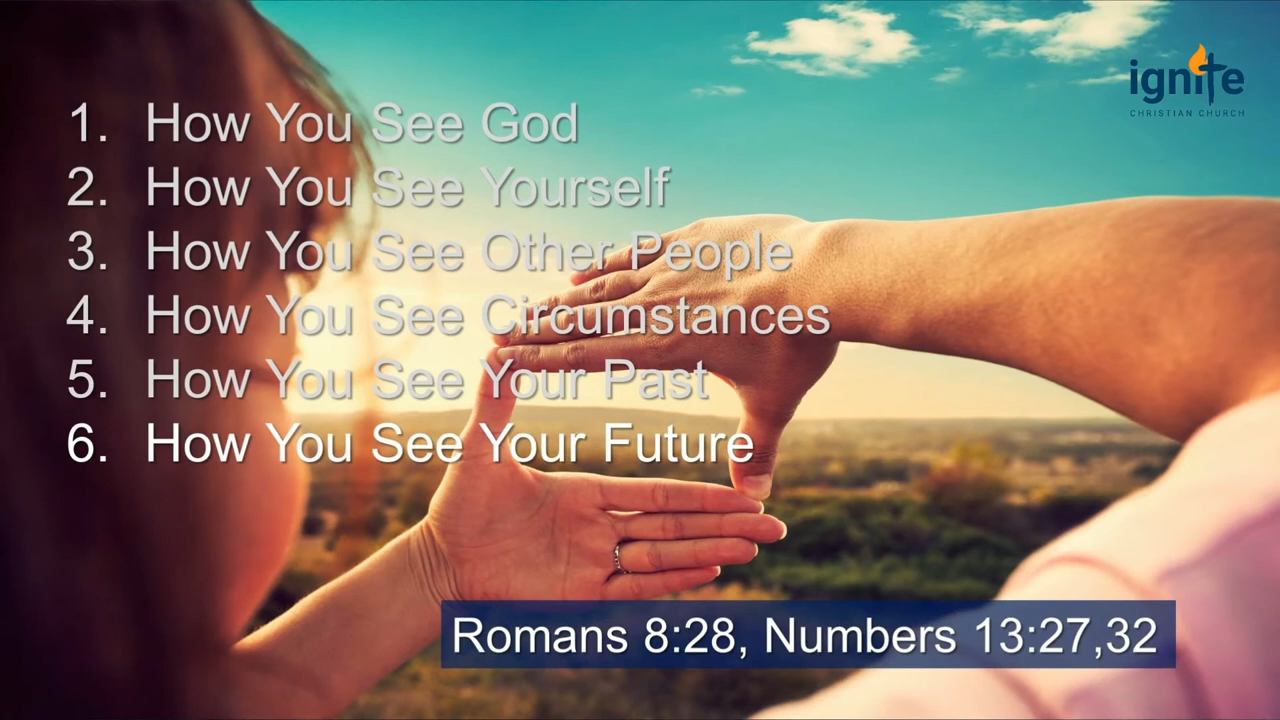 ignite
CHRISTIAN CHURCH
1. How You See God
2. How You See Yourself
3. How You See Other People
4. How You See Circumstances
5. How You See Your Past
6. How You See Your Future
Romans 8:28, Numbers 13:27,32